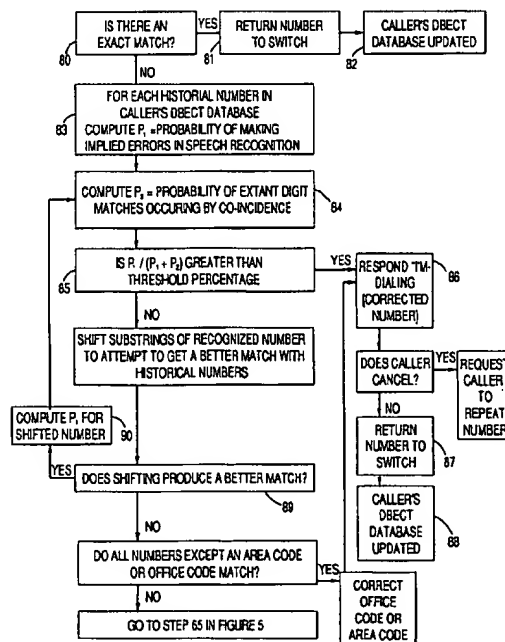 IS THERE AN
EXACT MATCH?
80
YES
RETURN NUMBER
TO SWITCH
81
CALLER'S DBECT
DATABASE UPDATED
82
NO
FOR EACH HISTORIAL NUMBER IN
CALLER'S DBECT DATABASE
COMPUTE P₁ =PROBABILITY OF MAKING
IMPLIED ERRORS IN SPEECH RECOGNITION
83
COMPUTE P₂ = PROBABILITY OF EXTANT DIGIT
MATCHES OCCURING BY CO-INCIDENCE
84
IS P / (P₁ + P₂) GREATER THAN
THRESHOLD PERCENTAGE
85
YES
RESPOND "I'M-
DIALING
[CORRECTED
NUMBER)
86
NO
SHIFT SUBSTRINGS OF RECOGNIZED NUMBER
TO ATTEMPT TO GET A BETTER MATCH WITH
HISTORICAL NUMBERS
DOES CALLER
CANCEL?
YES
REQUEST
CALLER
TO
REPEAT
NUMBER
NO
RETURN
NUMBER TO
SWITCH
87
COMPUTE P₁ FOR
SHIFTED NUMBER
90
YES
DOES SHIFTING PRODUCE A BETTER MATCH?
89
CALLER'S
DBECT
DATABASE
UPDATED
88
NO
DO ALL NUMBERS EXCEPT AN AREA CODE
OR OFFICE CODE MATCH?
YES
CORRECT
OFFICE
CODE OR
AREA CODE
NO
GO TO STEP 65 IN FIGURE 5